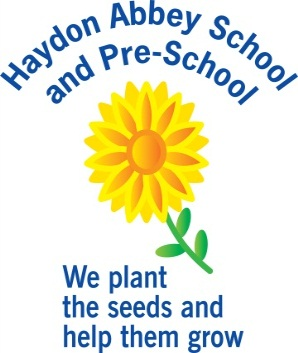 Haydon Abbey School
and Pre-School
We plant
the seeds and
help them grow